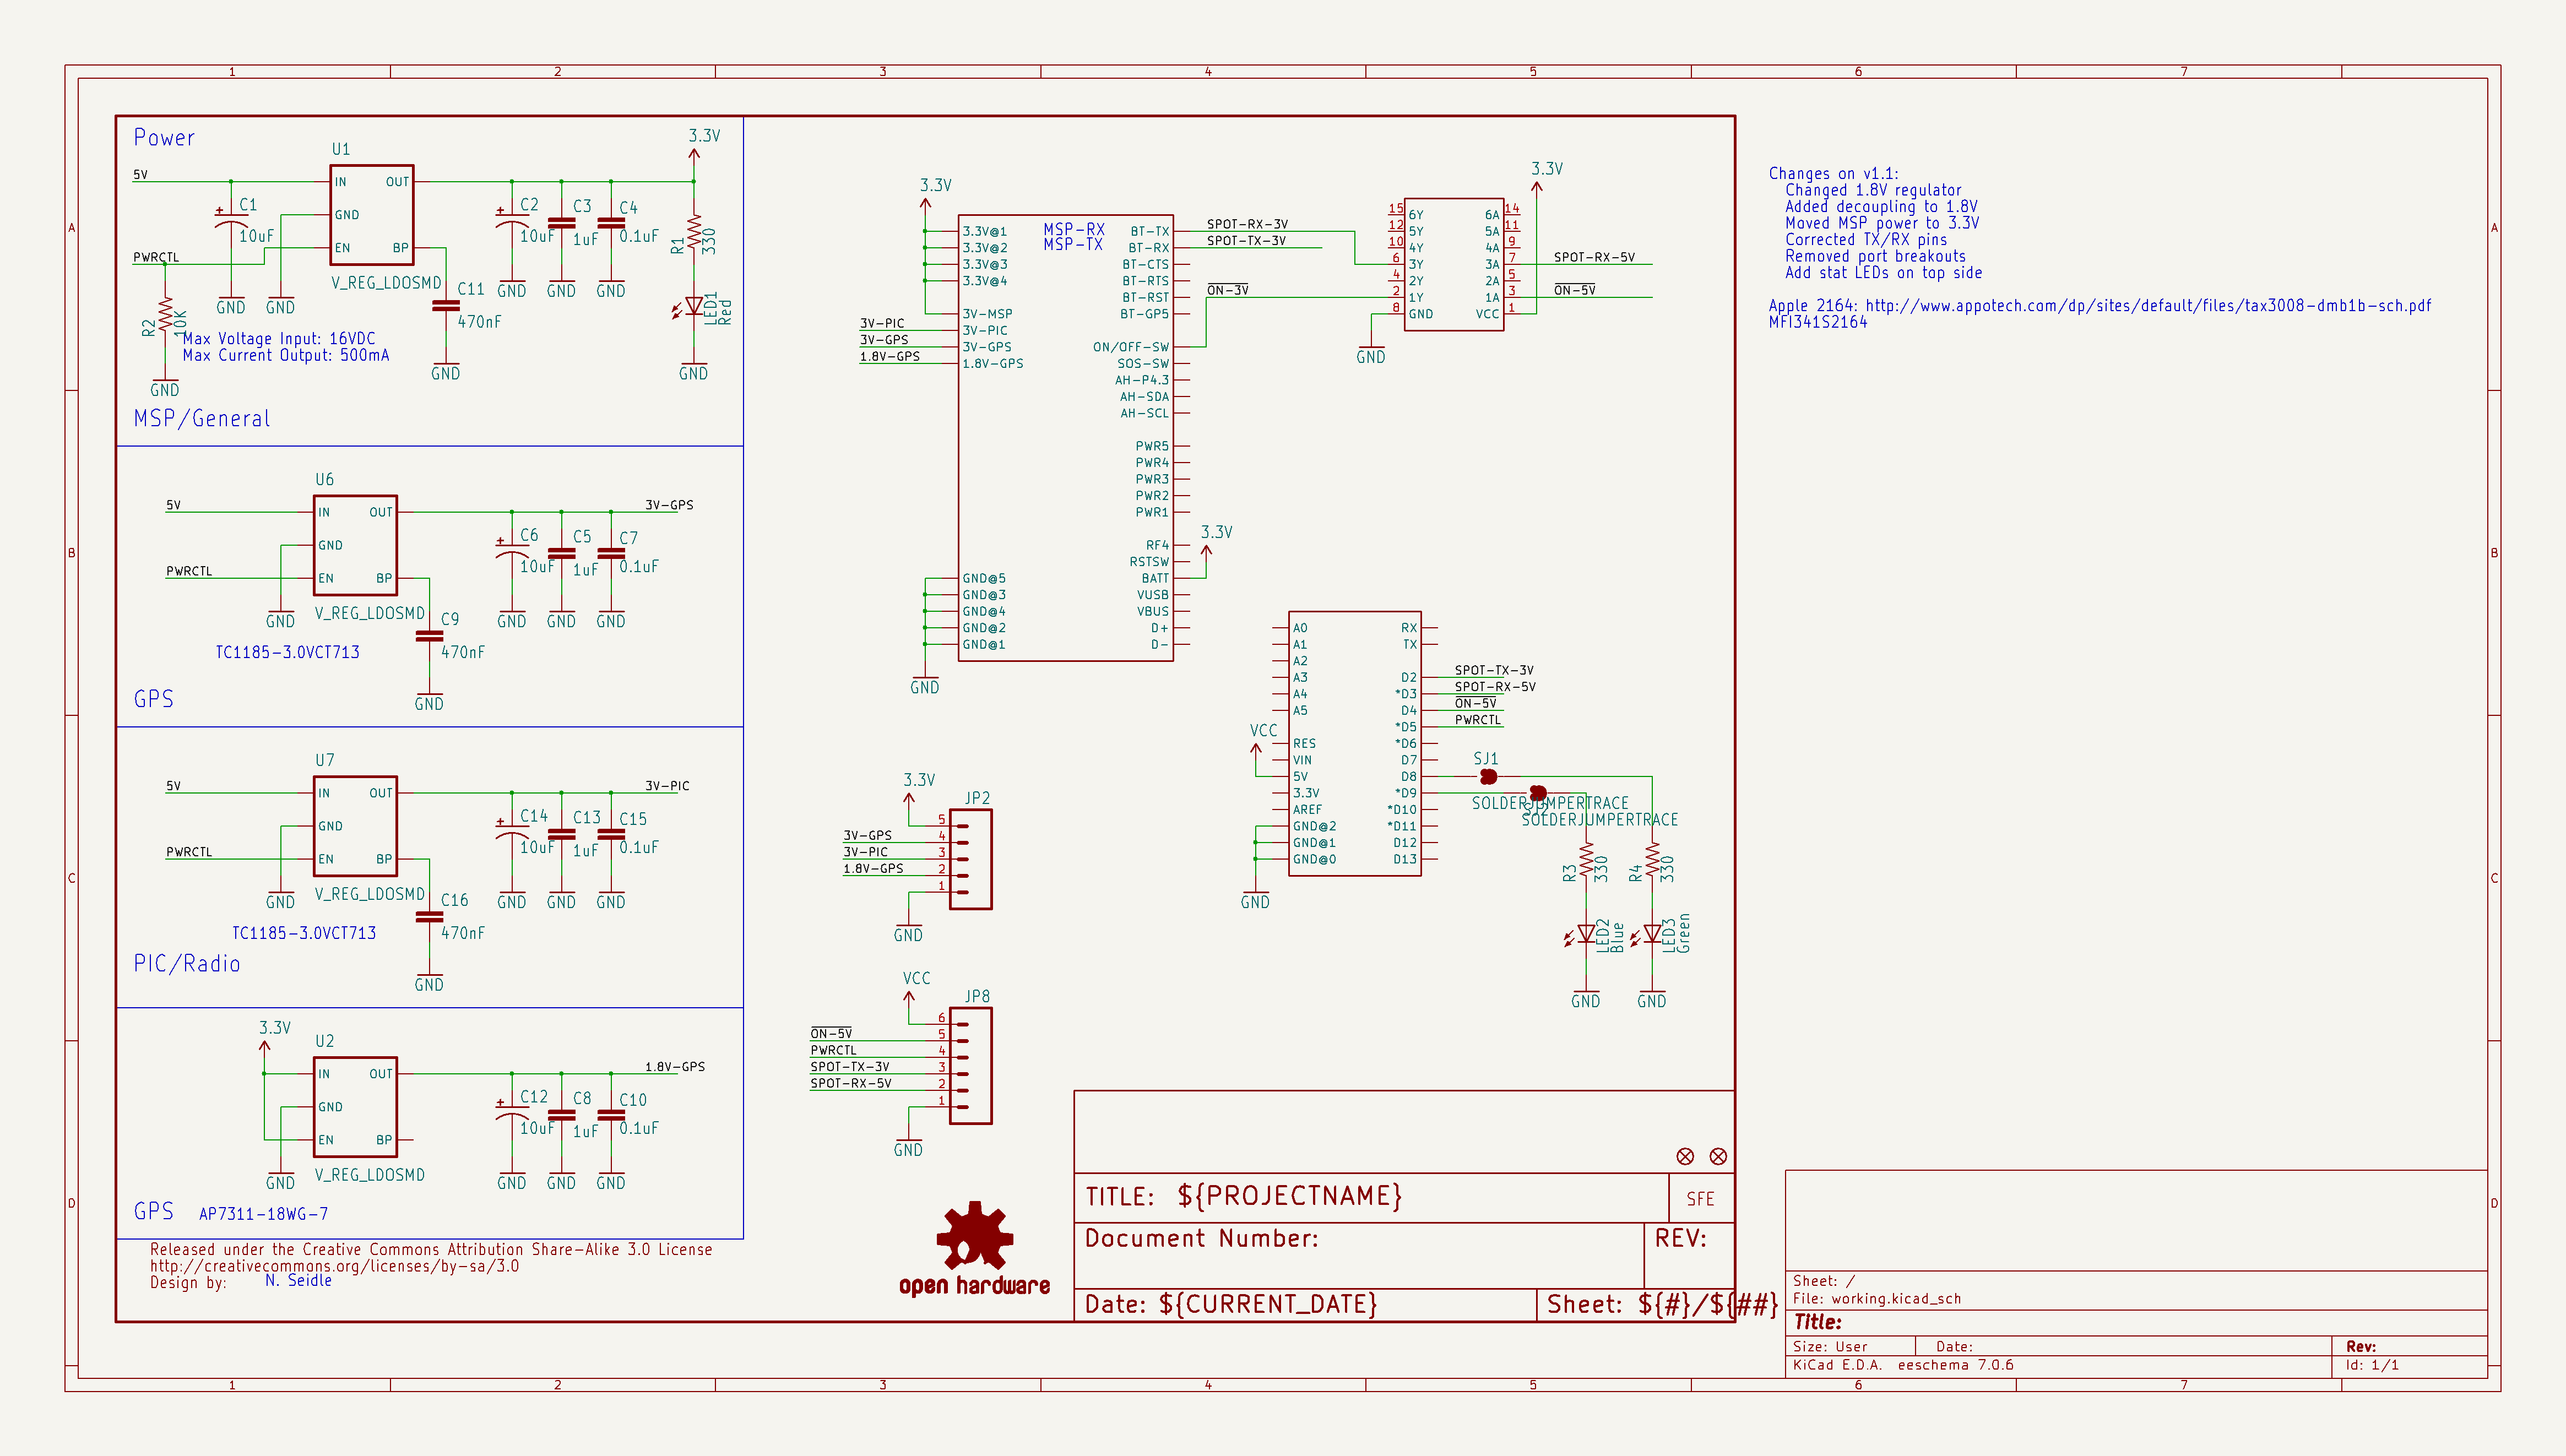 1 2 3 4 5 6 7
A
B
C
D
Power
U1
3.3V
5V
IN
OUT
GND
EN
BP
V_REG_LDOSMD
C1
10uF
C2
10uF
C3
1uF
C4
0.1uF
R1
330
PWRCTL
R2
10K
C11
470nF
LED1
Red
GND
GND
GND
GND
GND
GND
GND
GND
Max Voltage Input: 16VDC
Max Current Output: 500mA
MSP/General
U6
5V
IN
OUT
3V-GPS
GND
PWRCTL
EN
BP
V_REG_LDOSMD
C6
10uF
C5
1uF
C7
0.1uF
C9
470nF
GND
GND
GND
GND
GND
TC1185-3.0VCT713
GPS
U7
5V
IN
OUT
3V-PIC
GND
PWRCTL
EN
BP
V_REG_LDOSMD
C14
10uF
C13
1uF
C15
0.1uF
C16
470nF
GND
GND
GND
GND
GND
TC1185-3.0VCT713
PIC/Radio
3.3V
U2
IN
OUT
1.8V-GPS
GND
EN
BP
V_REG_LDOSMD
C12
10uF
C8
1uF
C10
0.1uF
GND
GND
GND
GND
GPS AP7311-18WG-7
Released under the Creative Commons Attribution Share-Alike 3.0 License
http://creativecommons.org/licenses/by-sa/3.0
Design by: N. Seidle
3.3V
MSP-RX
MSP-TX
3.3V@1
3.3V@2
3.3V@3
3.3V@4
3V-MSP
3V-PIC
3V-PIC
3V-GPS
3V-GPS
1.8V-GPS
1.8V-GPS
GND@5
GND@3
GND@4
GND@2
GND@1
GND
BT-TX
BT-RX
BT-CTS
BT-RTS
BT-RST
BT-GP5
ON/OFF-SW
SOS-SW
AH-P4.3
AH-SDA
AH-SCL
PWR5
PWR4
PWR3
PWR2
PWR1
RF4
RSTSW
BATT
VUSB
VBUS
D+
D-
3.3V
SPOT-RX-3V
SPOT-TX-3V
ON-3V
3.3V
15 6Y 6A 14
12 5Y 5A 11
10 4Y 4A 9
6 3Y 3A 7
4 2Y 2A 5
2 1Y 1A 3
8 GND VCC 1
SPOT-RX-5V
ON-5V
GND
A0
A1
A2
A3
A4
A5
RES
VIN
5V
3.3V
AREF
GND@2
GND@1
GND@0
VCC
GND
RX
TX
D2
*D3
D4
*D5
*D6
D7
D8
*D9
*D10
*D11
D12
D13
SPOT-TX-3V
SPOT-RX-5V
ON-5V
PWRCTL
SJ1
SOLDERJUMPERTRACE
SOLDERJUMPERTRACE
R3
330
R4
330
LED2
Blue
LED3
Green
GND
GND
3.3V
JP2
5
3V-GPS 4
3V-PIC 3
1.8V-GPS 2
1
GND
VCC
JP8
6
ON-5V 5
PWRCTL 4
SPOT-TX-3V 3
SPOT-RX-5V 2
1
GND
open hardware
TITLE: ${PROJECTNAME}
SFE
Document Number:
REV:
Date: ${CURRENT_DATE}
Sheet: ${#}/${##}
Changes on v1.1:
Changed 1.8V regulator
Added decoupling to 1.8V
Moved MSP power to 3.3V
Corrected TX/RX pins
Removed port breakouts
Add stat LEDs on top side
Apple 2164: http://www.appotech.com/dp/sites/default/files/tax3008-dmb1b-sch.pdf
MFI341S2164
Sheet: /
File: working.kicad_sch
Title:
Size: User
Date:
Rev:
KiCad E.D.A. eeschema 7.0.6
Id: 1/1
A
B
C
D
1 2 3 4 5 6 7